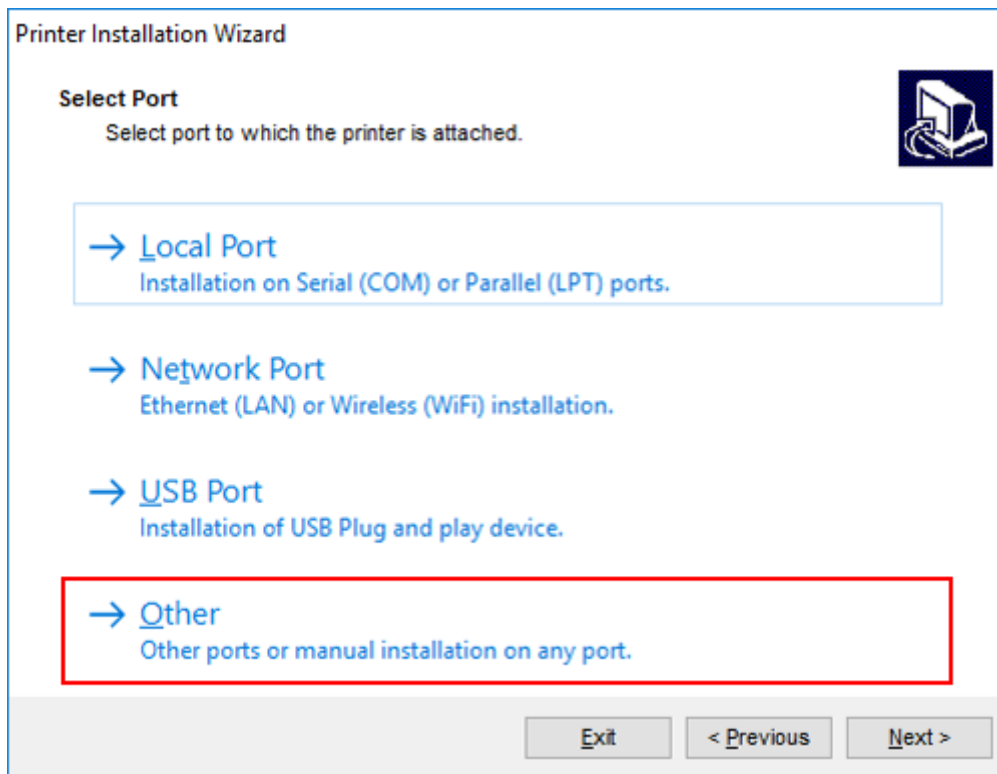 Printer Installation Wizard
Select Port
Select port to which the printer is attached.
Local Port
Installation on Serial (COM) or Parallel (LPT) ports.
Network Port
Ethernet (LAN) or Wireless (WiFi) installation.
USB Port
Installation of USB Plug and play device.
Other
Other ports or manual installation on any port.
Exit < Previous Next >